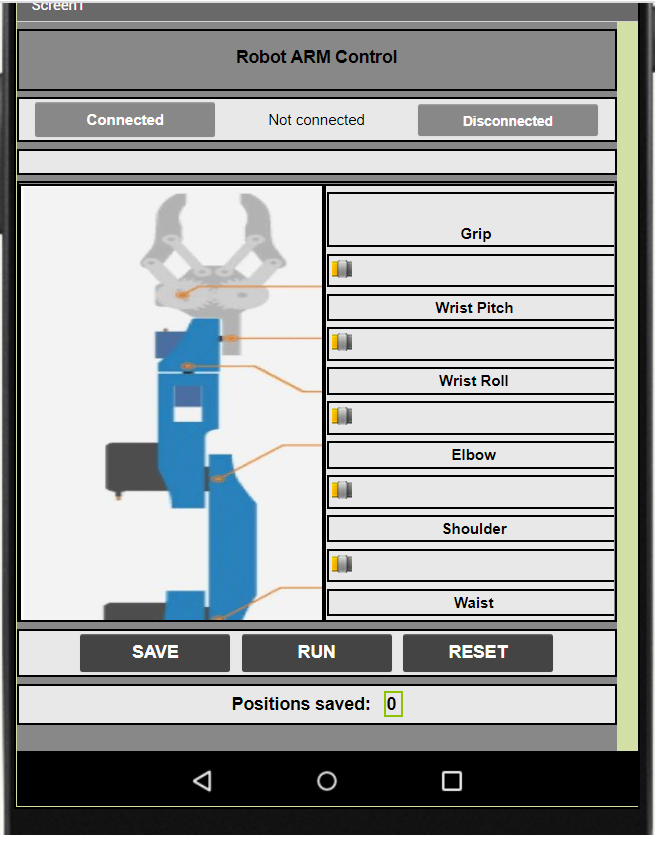 Screen1
Robot ARM Control
Connected Not connected Disconnected
Grip
Wrist Pitch
Wrist Roll
Elbow
Shoulder
Waist
SAVE RUN RESET
Positions saved: 0